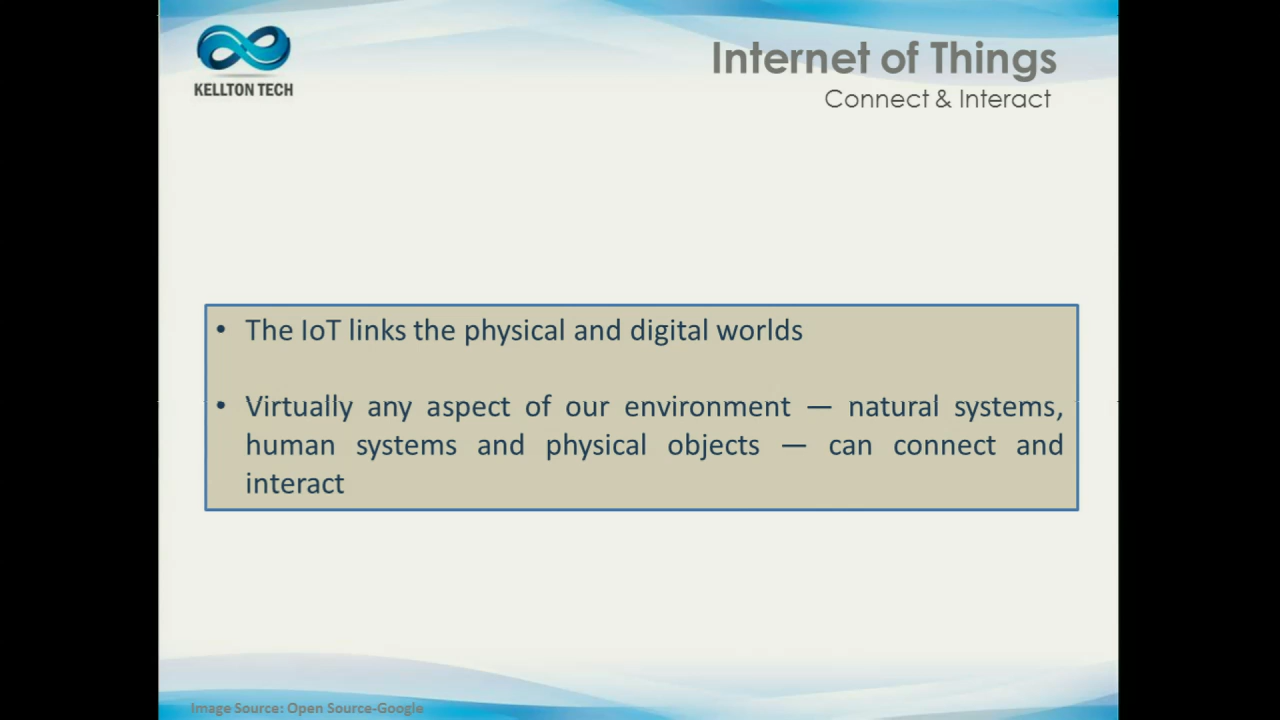 KELLTON TECH
Internet of Things
Connect & Interact
• The IoT links the physical and digital worlds
• Virtually any aspect of our environment — natural systems,
human systems and physical objects — can connect and
interact
Image Source: Open Source-Google